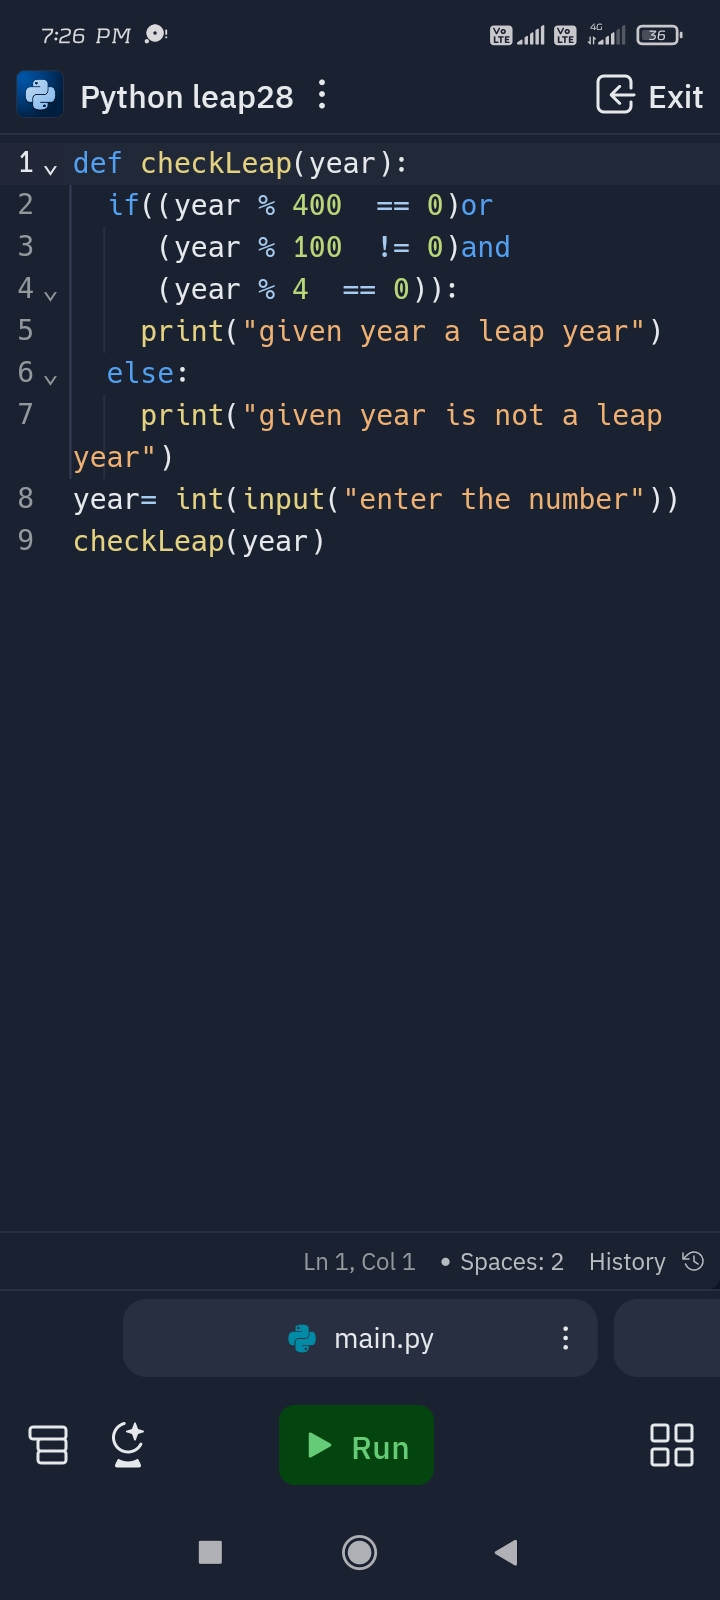 7:26 PM
Vo LTE Vo LTE 4G 36
Python leap28 Exit
1 def checkLeap(year):
2   if((year % 400  == 0)or
3      (year % 100  != 0)and
4      (year % 4  == 0)):
5     print("given year a leap year")
6   else:
7     print("given year is not a leap
year")
8 year= int(input("enter the number"))
9 checkLeap(year)
Ln 1, Col 1 • Spaces: 2 History
main.py
Run